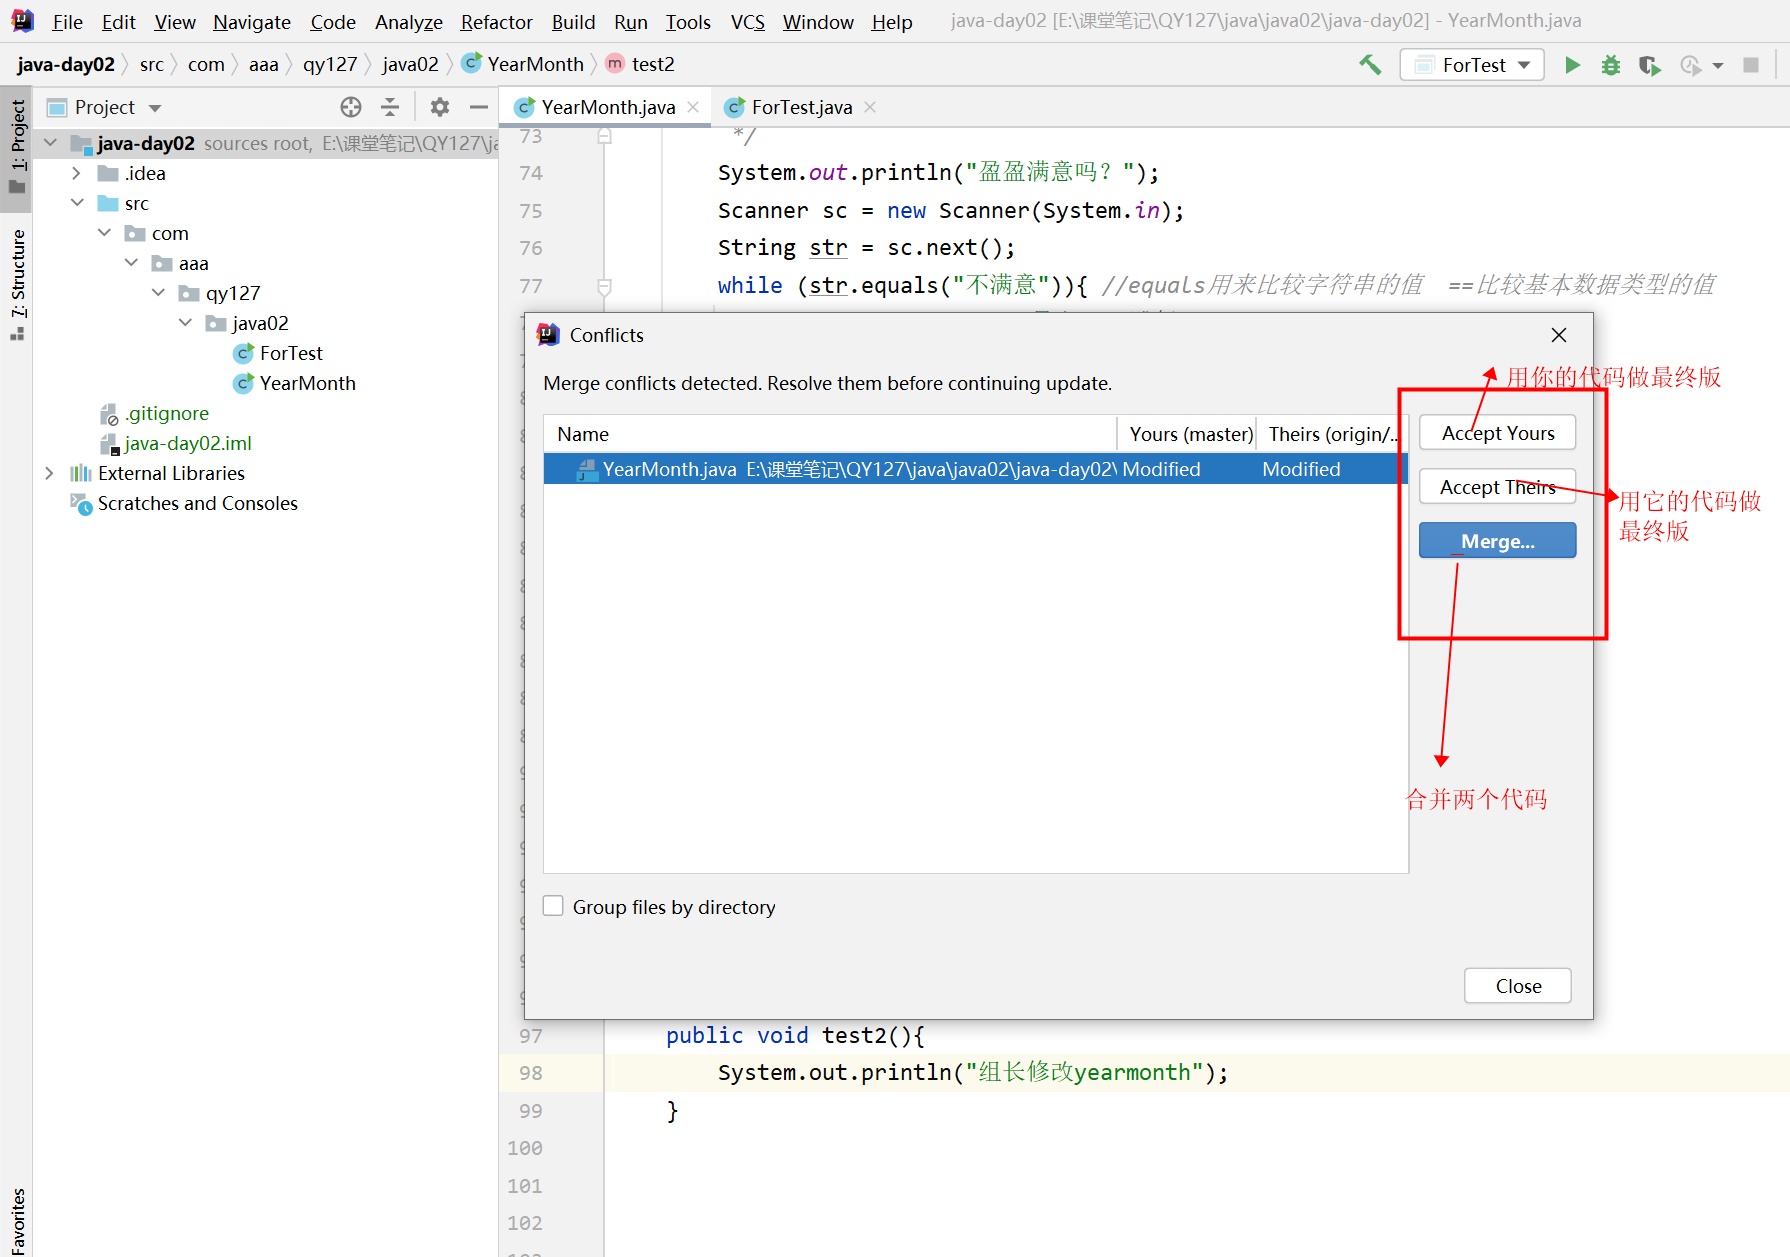 File Edit View Navigate Code Analyze Refactor Build Run Tools VCS Window Help java-day02 [E:\课堂笔记\QY127\java\java02\java-day02] - YearMonth.java
java-day02 src com aaa qy127 java02 YearMonth test2 ForTest
1: Project
7: Structure
Favorites
Project
java-day02 sources root, E:\课堂笔记\QY127\ja
.idea
src
com
aaa
qy127
java02
ForTest
YearMonth
.gitignore
java-day02.iml
External Libraries
Scratches and Consoles
YearMonth.java ForTest.java
73 */
74 System.out.println("盈盈满意吗？");
75 Scanner sc = new Scanner(System.in);
76 String str = sc.next();
77 while (str.equals("不满意")){ //equals用来比较字符串的值 ==比较基本数据类型的值
Conflicts
Merge conflicts detected. Resolve them before continuing update.
用你的代码做最终版
Name Yours (master) Theirs (origin/...
YearMonth.java E:\课堂笔记\QY127\java\java02\java-day02\ Modified Modified
Accept Yours
Accept Theirs
用它的代码做
最终版
Merge...
合并两个代码
Group files by directory
Close
97 public void test2(){
98 System.out.println("组长修改yearmonth");
99 }
100
101
102